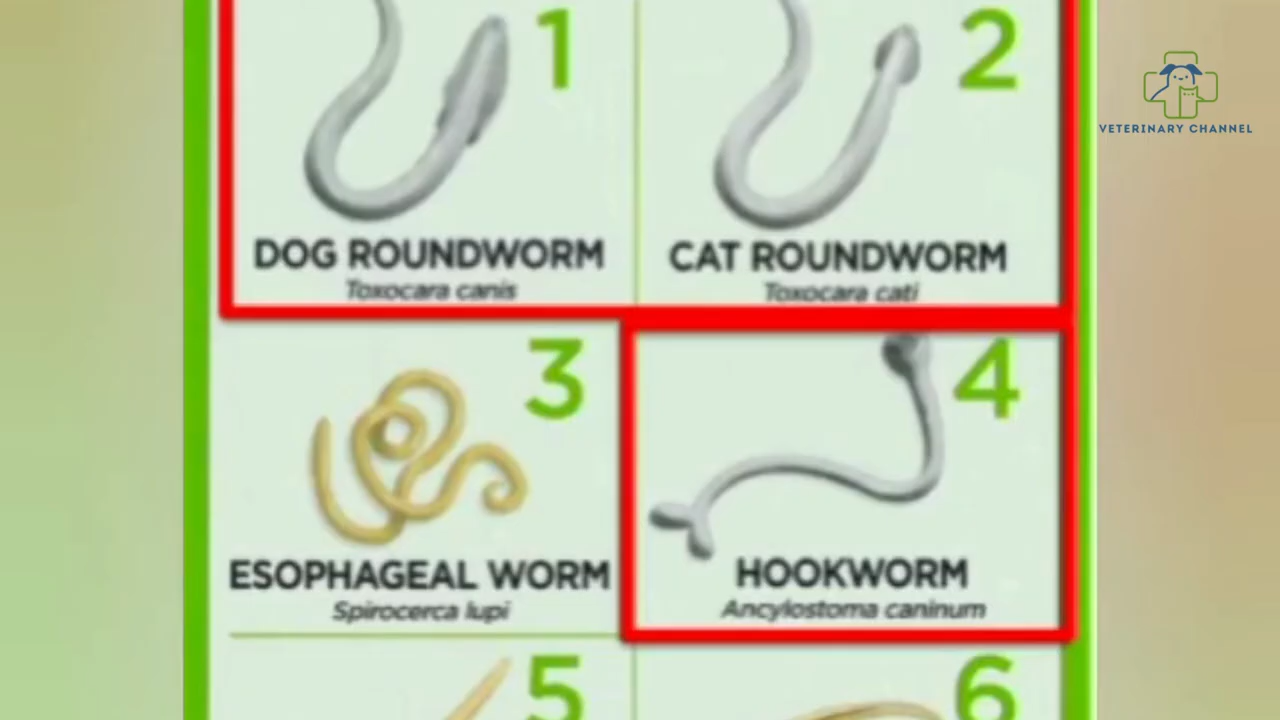 1
2
VETERINARY CHANNEL
DOG ROUNDWORM
Toxocara canis
CAT ROUNDWORM
Toxocara cati
3
4
ESOPHAGEAL WORM
Spirocerca lupi
HOOKWORM
Ancylostoma caninum
5
6